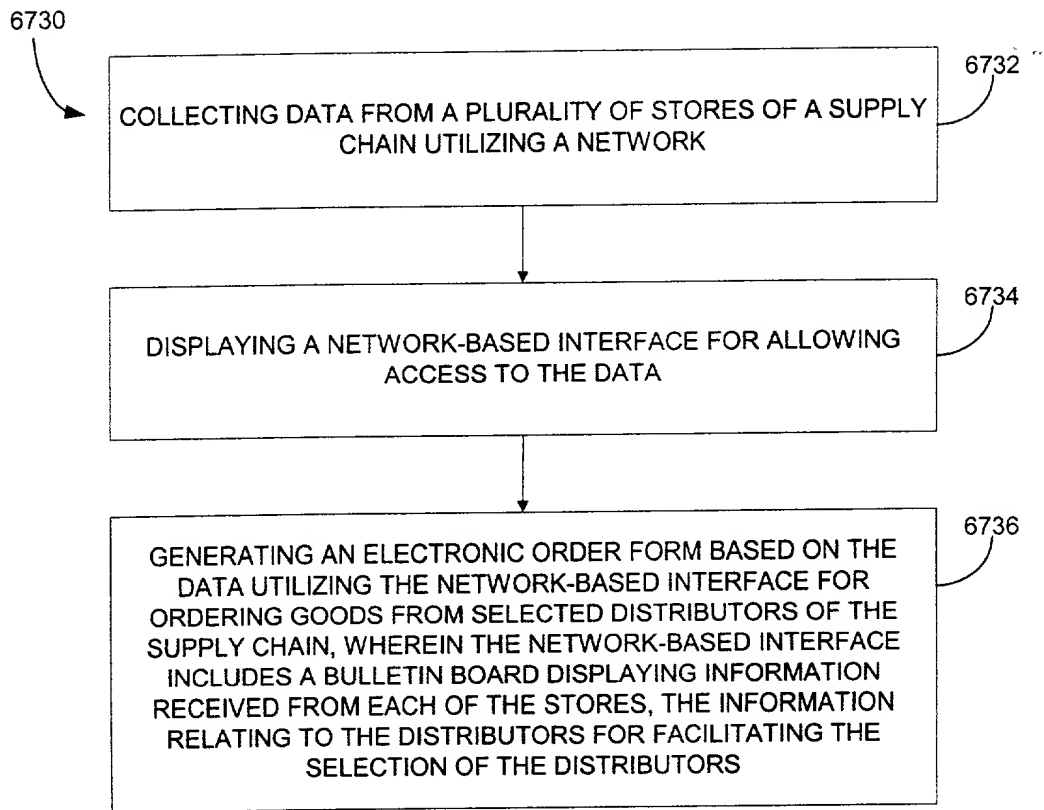 6730
6732
COLLECTING DATA FROM A PLURALITY OF STORES OF A SUPPLY
CHAIN UTILIZING A NETWORK
6734
DISPLAYING A NETWORK-BASED INTERFACE FOR ALLOWING
ACCESS TO THE DATA
6736
GENERATING AN ELECTRONIC ORDER FORM BASED ON THE
DATA UTILIZING THE NETWORK-BASED INTERFACE FOR
ORDERING GOODS FROM SELECTED DISTRIBUTORS OF THE
SUPPLY CHAIN, WHEREIN THE NETWORK-BASED INTERFACE
INCLUDES A BULLETIN BOARD DISPLAYING INFORMATION
RECEIVED FROM EACH OF THE STORES, THE INFORMATION
RELATING TO THE DISTRIBUTORS FOR FACILITATING THE
SELECTION OF THE DISTRIBUTORS